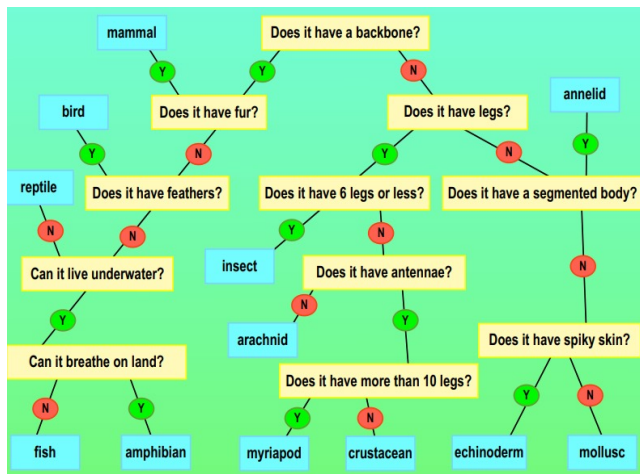 mammal
Does it have a backbone?
Y
Y
N
bird
Does it have fur?
Does it have legs?
annelid
Y
N
Y
N
Y
reptile
Does it have feathers?
Does it have 6 legs or less?
Does it have a segmented body?
N
N
Y
N
Can it live underwater?
insect
Does it have antennae?
N
Y
N
Y
arachnid
Can it breathe on land?
Does it have spiky skin?
Does it have more than 10 legs?
N
Y
Y
N
Y
N
fish
amphibian
myriapod
crustacean
echinoderm
mollusc